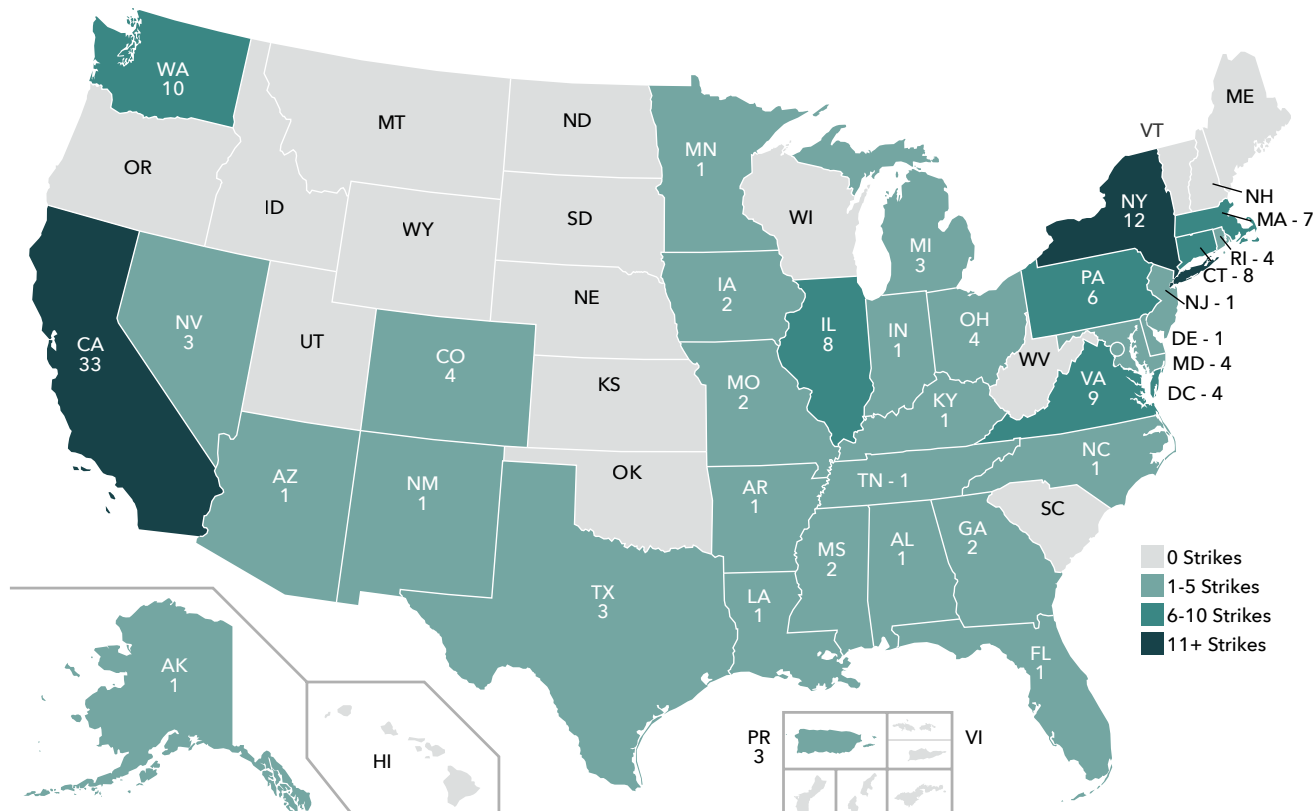 WA
10
OR
MT
ID
WY
ND
SD
NE
KS
OK
MN
1
WI
MI
3
IA
2
IL
8
IN
1
OH
4
PA
6
NY
12
VT
ME
NH
MA - 7
RI - 4
CT - 8
NJ - 1
DE - 1
MD - 4
DC - 4
WV
VA
9
KY
1
CA
33
NV
3
UT
CO
4
MO
2
AZ
1
NM
1
AR
1
TN - 1
NC
1
SC
MS
2
AL
1
GA
2
TX
3
LA
1
FL
1
0 Strikes
1-5 Strikes
6-10 Strikes
11+ Strikes
AK
1
HI
PR
3
VI